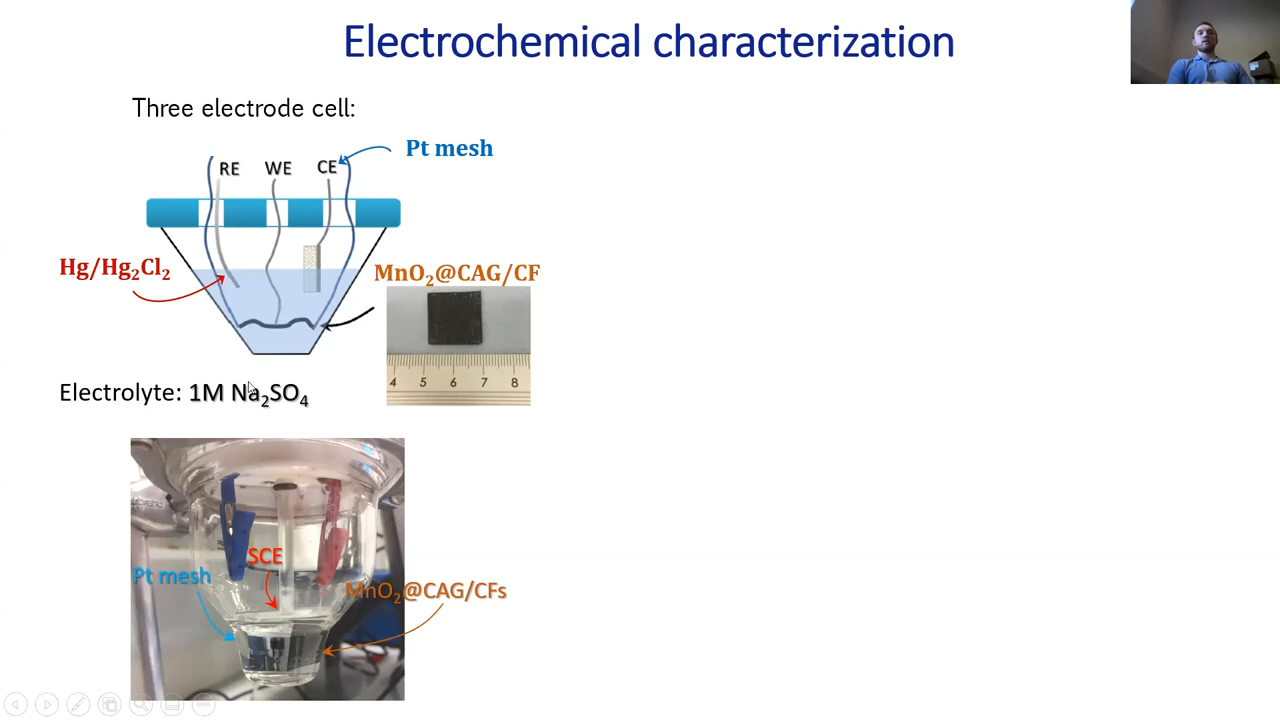 Electrochemical characterization
Three electrode cell:
Pt mesh
RE WE CE
Hg/Hg₂Cl₂
MnO₂@CAG/CF
4 5 6 7 8
Electrolyte: 1M Na₂SO₄
SCE
Pt mesh
MnO₂@CAG/CFs